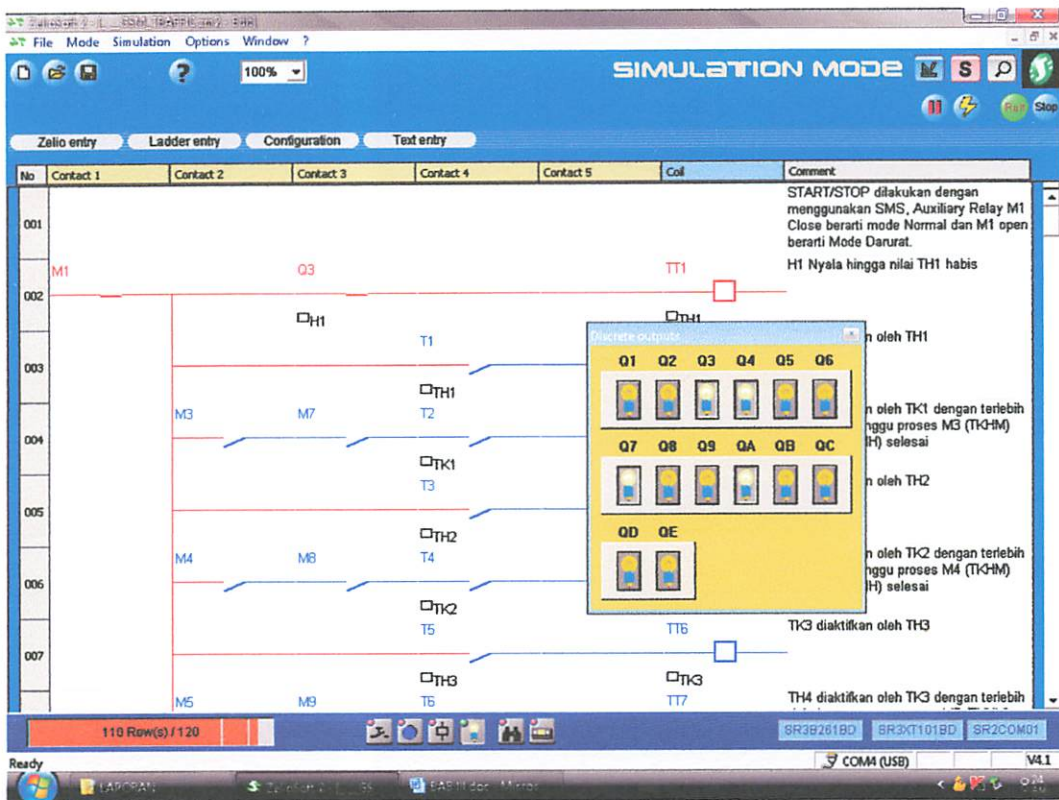 File Mode Simulation Options Window ?
100%
SIMULATION MODE
S
Run Stop
Zelio entry Ladder entry Configuration Text entry
No Contact 1 Contact 2 Contact 3 Contact 4 Contact 5 Coil Comment
START/STOP dilakukan dengan
menggunakan SMS, Auxiliary Relay M1
001
Close berarti mode Normal dan M1 open
berarti Mode Darurat.
M1 Q3 TT1 H1 Nyala hingga nilai TH1 habis
002
H1 TH1
T1
Discrete outputs
n oleh TH1
003
Q1 Q2 Q3 Q4 Q5 Q6
TH1
M3 M7 T2
n oleh TK1 dengan terlebih
nggu proses M3 (TKHM)
004
IH) selesai
Q7 Q8 Q9 QA QB QC
TK1
T3
n oleh TH2
005
QD QE
TH2
M4 M8 T4
n oleh TK2 dengan terlebih
nggu proses M4 (TKHM)
006
IH) selesai
TK2
T5 TT6 TK3 diaktifkan oleh TH3
007
TH3 TK3
M5 M9 T6 TT7 TH4 diaktifkan oleh TK3 dengan terlebih
110 Row(s) / 120
SR3B261BD SR3XT101BD SR2COM01
Ready COM4 (USB) V4.1
LAPORAN